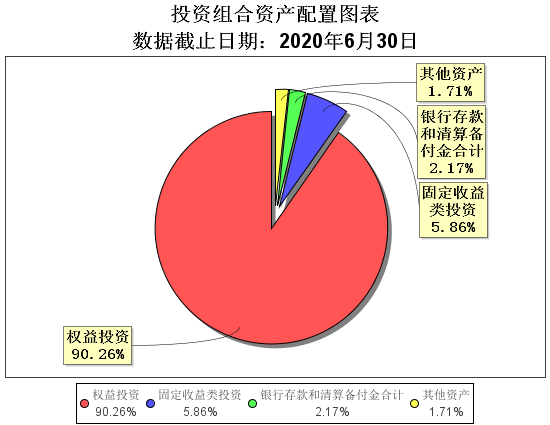 投资组合资产配置图表
数据截止日期：2020年6月30日
其他资产
1.71%
银行存款
和清算备
付金合计
2.17%
固定收益
类投资
5.86%
权益投资
90.26%
权益投资 固定收益类投资 银行存款和清算备付金合计 其他资产
90.26% 5.86% 2.17% 1.71%